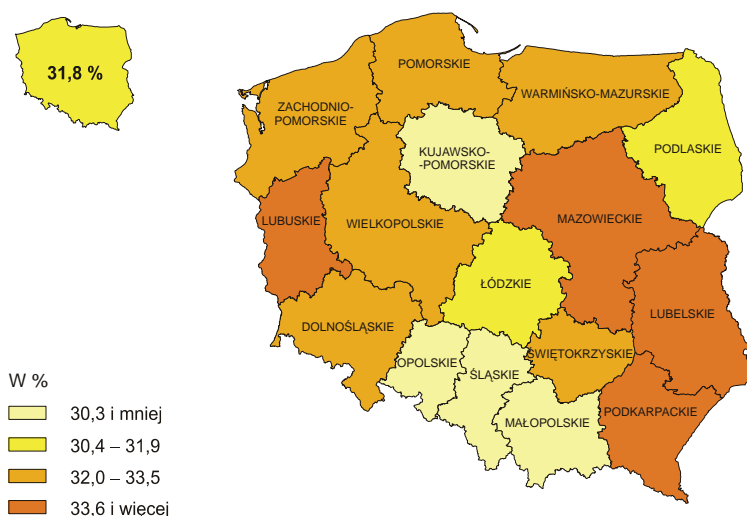 31,8 %
POMORSKIE
WARMIŃSKO-MAZURSKIE
ZACHODNIO-
POMORSKIE
KUJAWSKO-
-POMORSKIE
PODLASKIE
LUBUSKIE
WIELKOPOLSKIE
MAZOWIECKIE
ŁÓDZKIE
LUBELSKIE
DOLNOŚLĄSKIE
ŚWIĘTOKRZYSKIE
OPOLSKIE
ŚLĄSKIE
PODKARPACKIE
MAŁOPOLSKIE
W %
30,3 i mniej
30,4 – 31,9
32,0 – 33,5
33,6 i więcej